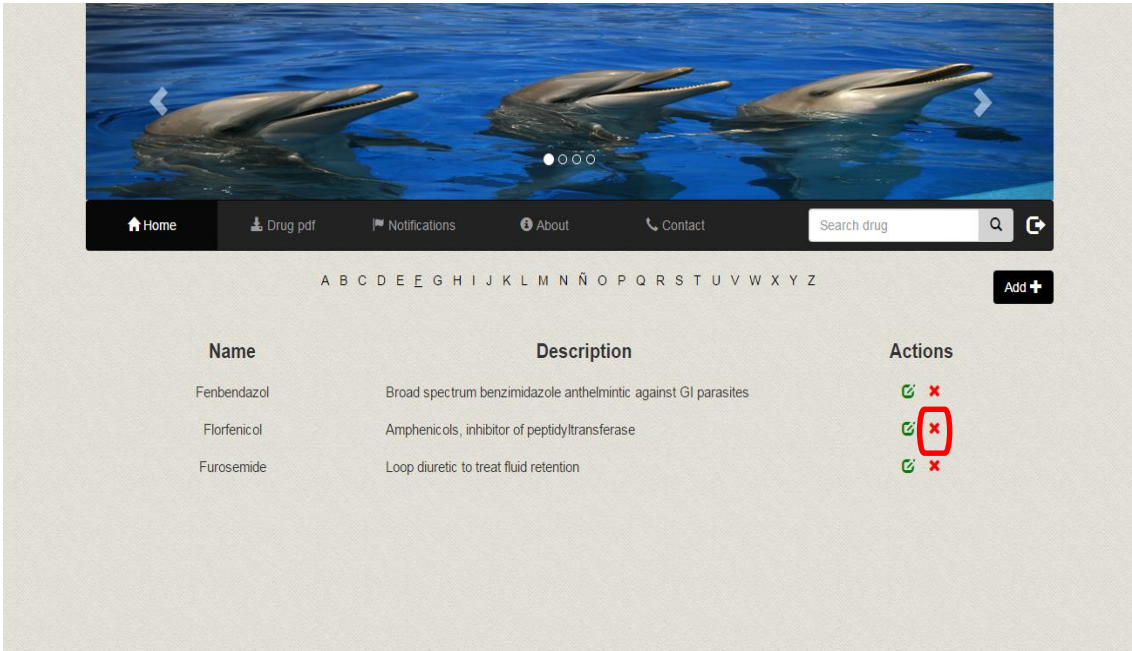 Home Drug pdf Notifications About Contact Search drug
A B C D E F G H I J K L M N Ñ O P Q R S T U V W X Y Z
Add
Name Description Actions
Fenbendazol Broad spectrum benzimidazole anthelmintic against GI parasites
Florfenicol Amphenicols, inhibitor of peptidyltransferase
Furosemide Loop diuretic to treat fluid retention